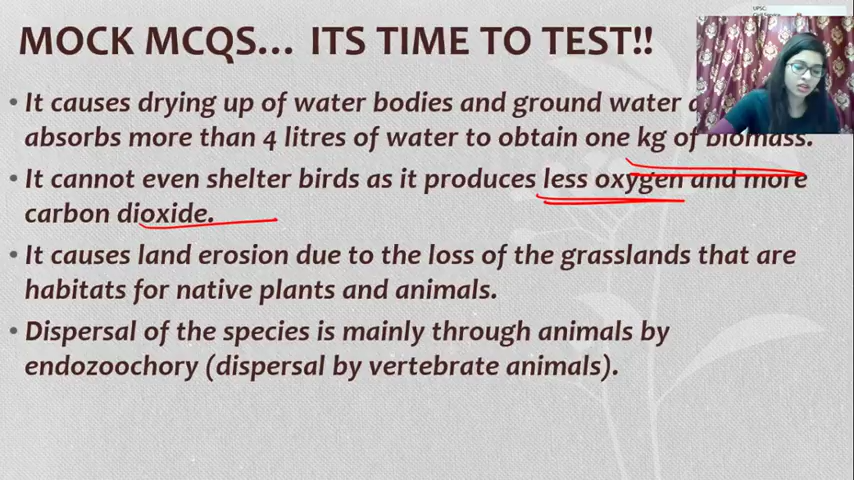 UPSC
MOCK MCQS... ITS TIME TO TEST!!
• It causes drying up of water bodies and ground water
absorbs more than 4 litres of water to obtain one kg of biomass.
• It cannot even shelter birds as it produces less oxygen and more
carbon dioxide.
• It causes land erosion due to the loss of the grasslands that are
habitats for native plants and animals.
• Dispersal of the species is mainly through animals by
endozoochory (dispersal by vertebrate animals).